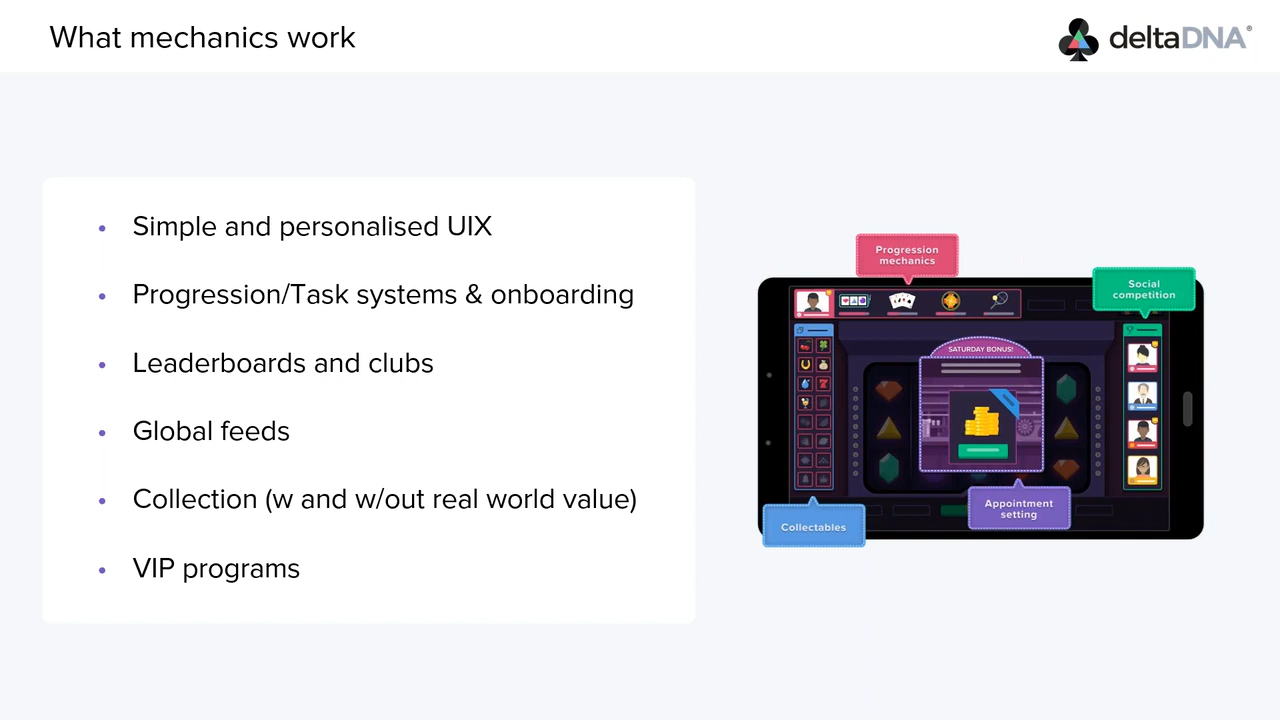 What mechanics work
deltaDNA®
• Simple and personalised UIX
• Progression/Task systems & onboarding
• Leaderboards and clubs
• Global feeds
• Collection (w and w/out real world value)
• VIP programs
Progression
mechanics
Social
competition
SATURDAY BONUS!
7
Appointment
setting
Collectables